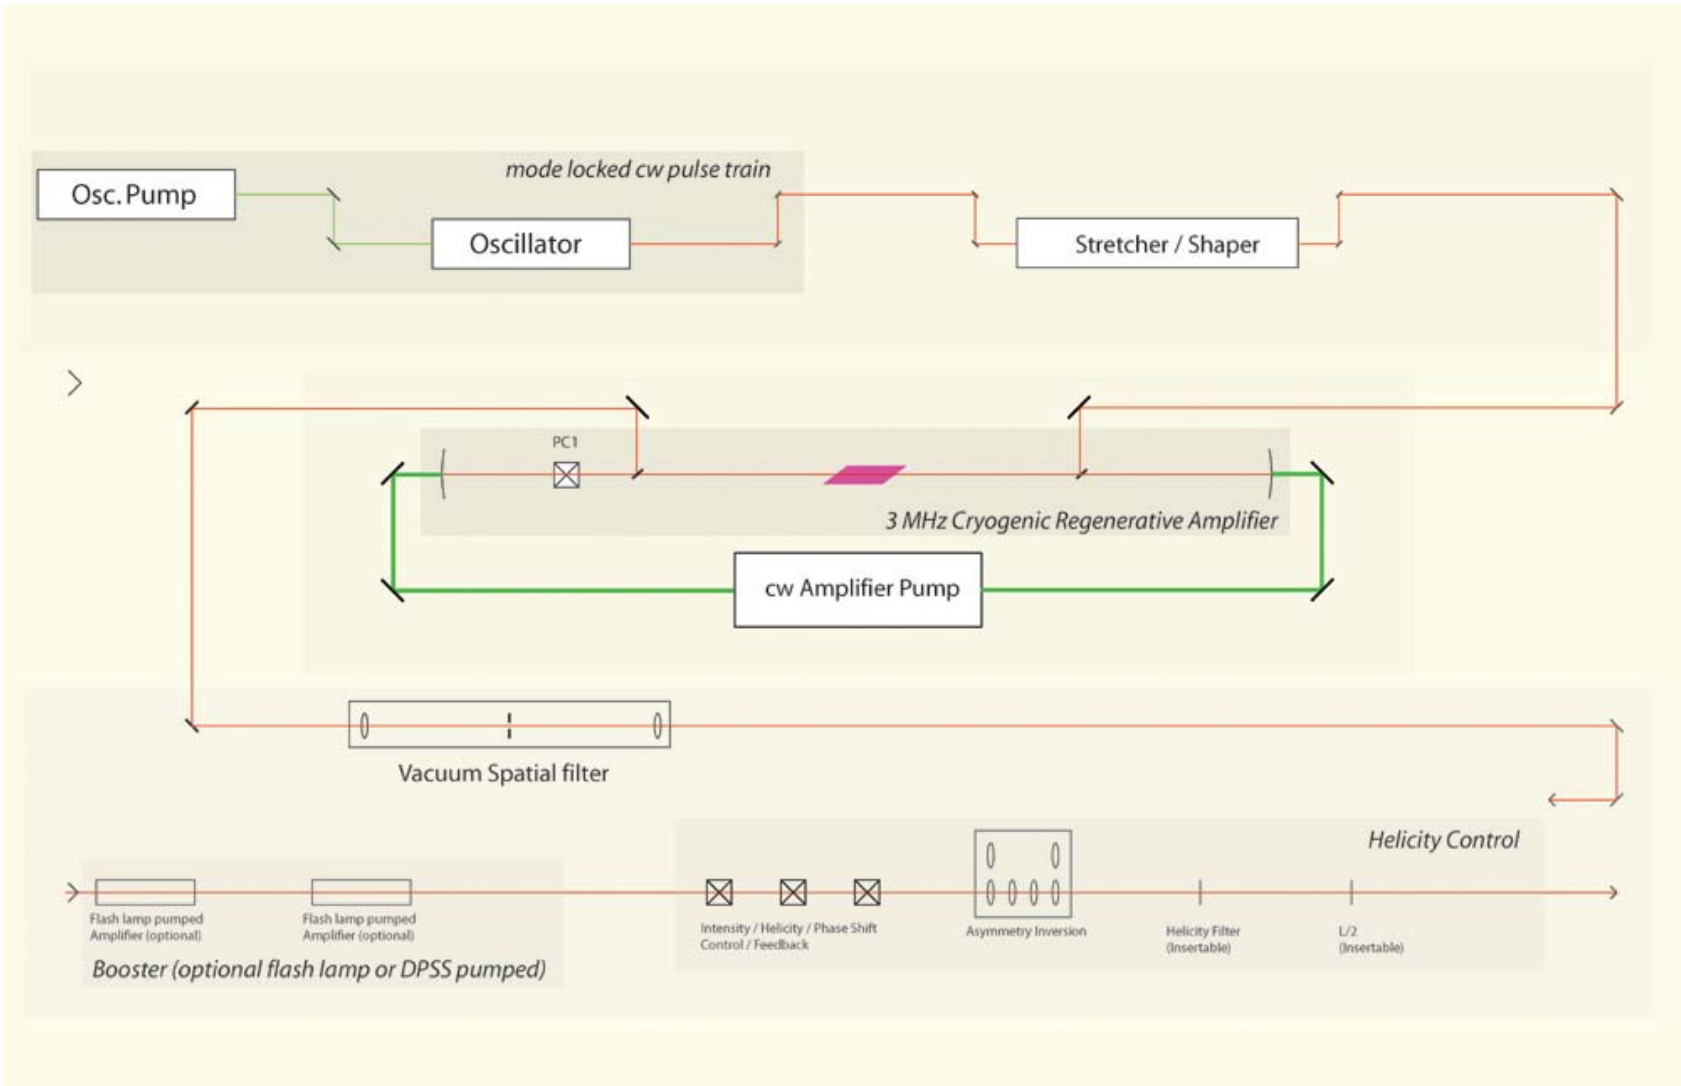 mode locked cw pulse train
Osc. Pump
Oscillator
Stretcher / Shaper
PC1
3 MHz Cryogenic Regenerative Amplifier
cw Amplifier Pump
Vacuum Spatial filter
Helicity Control
Flash lamp pumped
Amplifier (optional)
Flash lamp pumped
Amplifier (optional)
Booster (optional flash lamp or DPSS pumped)
Intensity / Helicity / Phase Shift
Control / Feedback
Asymmetry Inversion
Helicity Filter
(Insertable)
L/2
(Insertable)